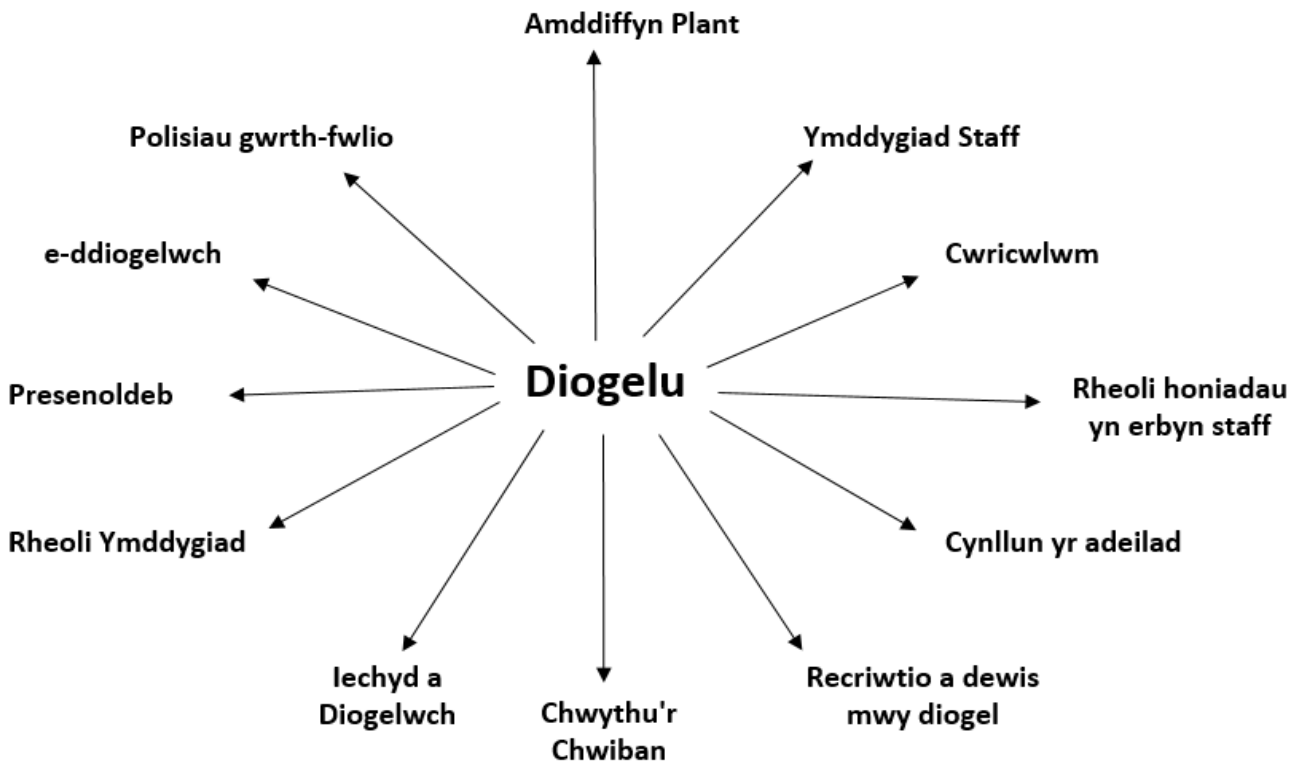 Amddiffyn Plant
Polisiau gwrth-fwlio
Ymddygiad Staff
e-ddiogelwch
Cwricwlwm
Diogelu
Presenoldeb
Rheoli honiadau
yn erbyn staff
Rheoli Ymddygiad
Cynllun yr adeilad
Iechyd a
Diogelwch
Chwythu'r
Chwiban
Recriwtio a dewis
mwy diogel